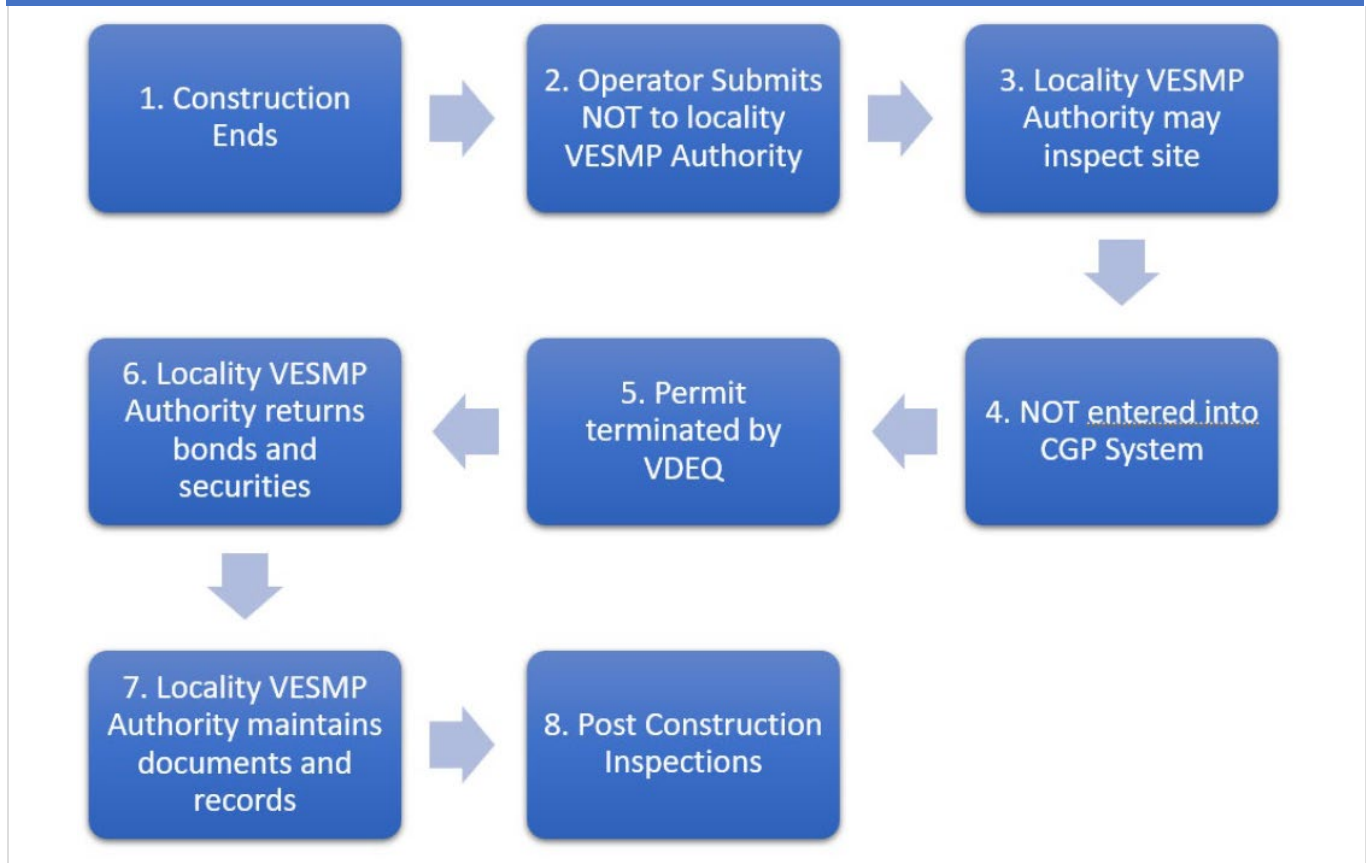 1. Construction
Ends
2. Operator Submits
NOT to locality
VESMP Authority
3. Locality VESMP
Authority may
inspect site
4. NOT entered into
CGP System
5. Permit
terminated by
VDEQ
6. Locality VESMP
Authority returns
bonds and
securities
7. Locality VESMP
Authority maintains
documents and
records
8. Post Construction
Inspections